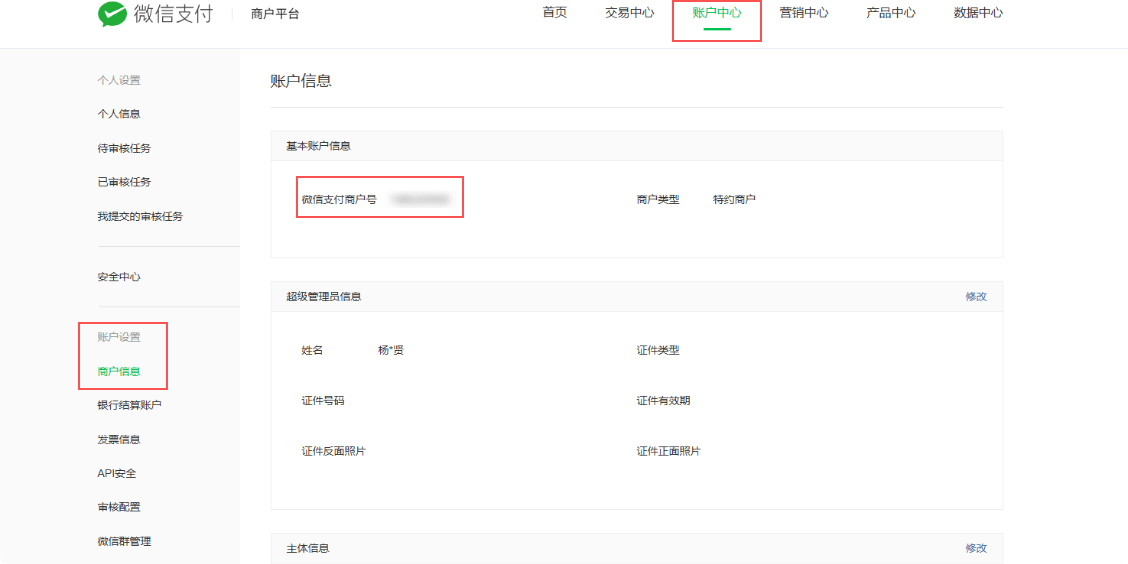 微信支付 商户平台 首页 交易中心 账户中心 营销中心 产品中心 数据中心
个人设置
个人信息
待审核任务
已审核任务
我提交的审核任务
安全中心
账户设置
商户信息
银行结算账户
发票信息
API安全
审核配置
微信群管理
账户信息
基本账户信息
微信支付商户号 商户类型 特约商户
超级管理员信息 修改
姓名 杨*贤 证件类型
证件号码 证件有效期
证件反面照片 证件正面照片
主体信息 修改